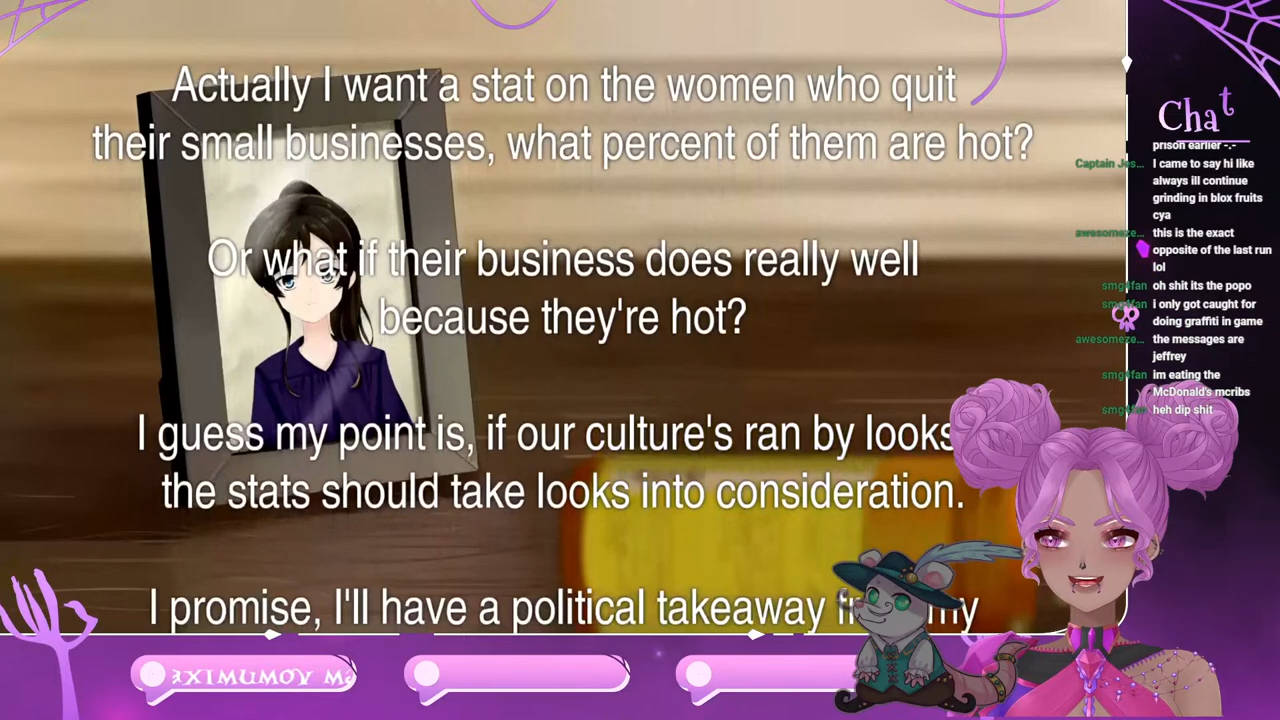 Actually I want a stat on the women who quit
their small businesses, what percent of them are hot?
Or what if their business does really well
because they're hot?
I guess my point is, if our culture's ran by looks
the stats should take looks into consideration.
I promise, I'll have a political takeaway my
Chat
prison earlier -.-
Captain Jes... I came to say hi like
always ill continue
grinding in blox fruits
cya
awesomeze... this is the exact
opposite of the last run
lol
smg4fan oh shit its the popo
smg4fan i only got caught for
doing graffiti in game
awesomeze... the messages are
jeffrey
smg4fan im eating the
McDonald's mcribs
smg4fan heh dip shit